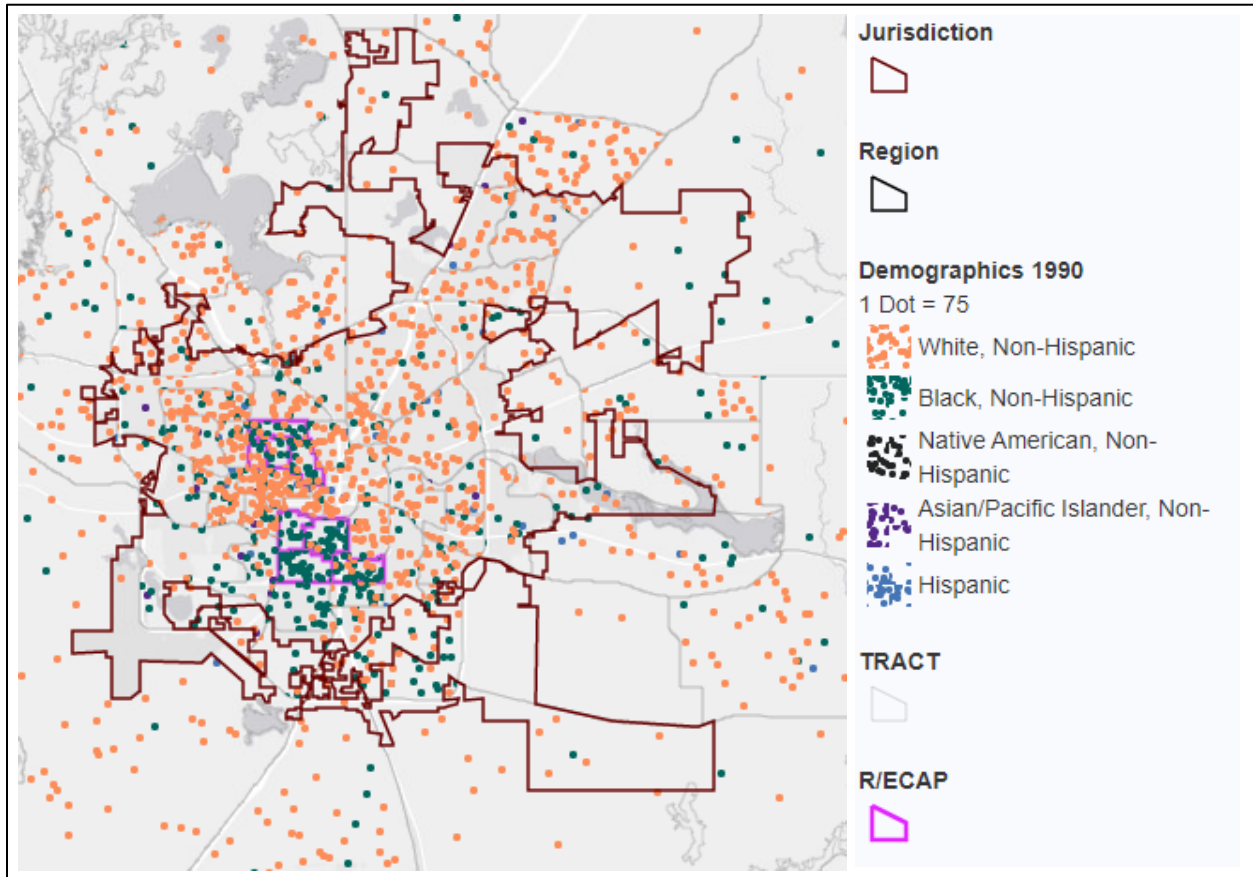 Jurisdiction
Region
Demographics 1990
1 Dot = 75
White, Non-Hispanic
Black, Non-Hispanic
Native American, Non-
Hispanic
Asian/Pacific Islander, Non-
Hispanic
Hispanic
TRACT
R/ECAP